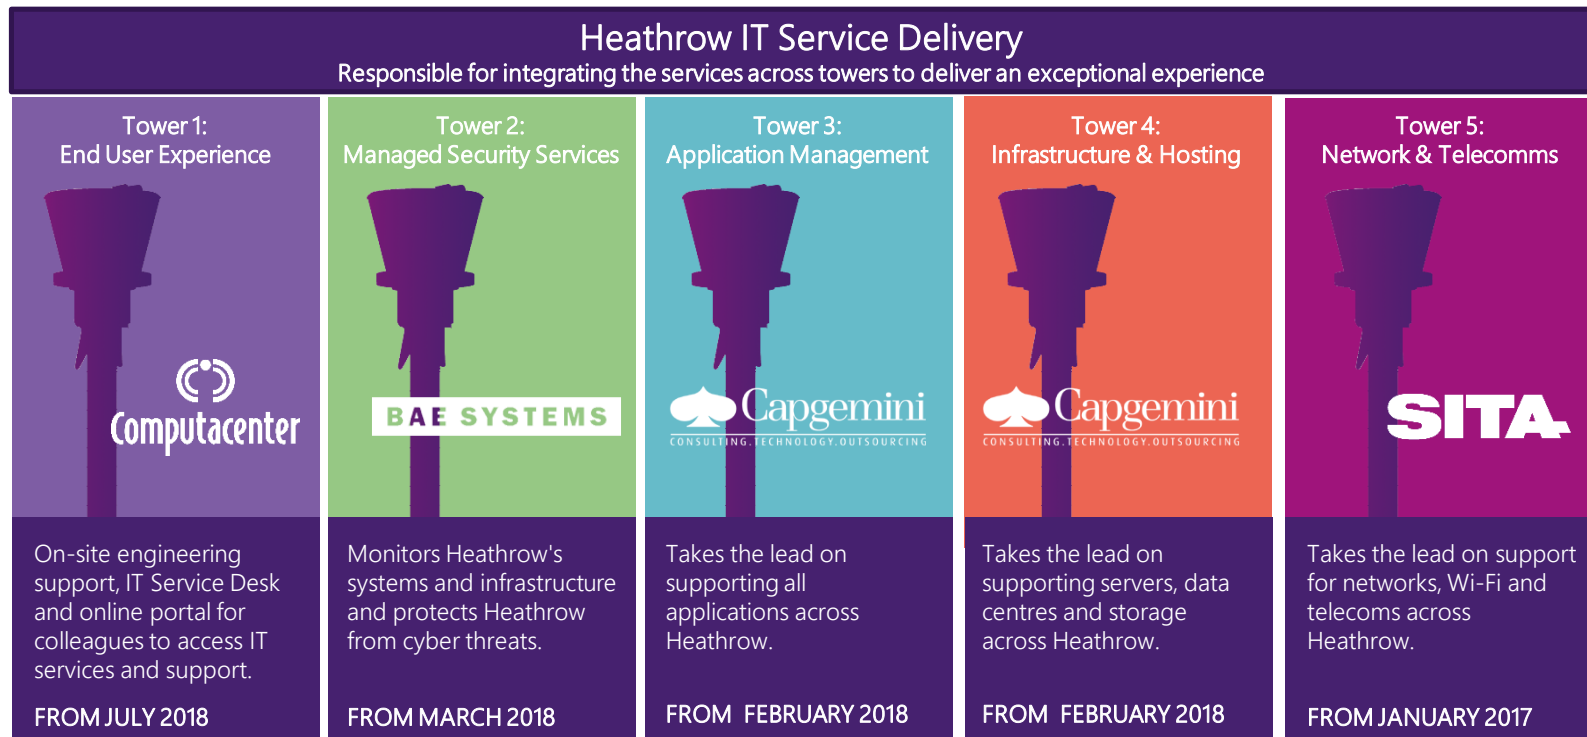 Heathrow IT Service Delivery
Responsible for integrating the services across towers to deliver an exceptional experience
Tower 1:
End User Experience
Computacenter
On-site engineering
support, IT Service Desk
and online portal for
colleagues to access IT
services and support.
FROM JULY 2018
Tower 2:
Managed Security Services
BAE SYSTEMS
Monitors Heathrow's
systems and infrastructure
and protects Heathrow
from cyber threats.
FROM MARCH 2018
Tower 3:
Application Management
Capgemini
CONSULTING.TECHNOLOGY.OUTSOURCING
Takes the lead on
supporting all
applications across
Heathrow.
FROM FEBRUARY 2018
Tower 4:
Infrastructure & Hosting
Capgemini
CONSULTING.TECHNOLOGY.OUTSOURCING
Takes the lead on
supporting servers, data
centres and storage
across Heathrow.
FROM FEBRUARY 2018
Tower 5:
Network & Telecomms
SITA
Takes the lead on support
for networks, Wi-Fi and
telecoms across
Heathrow.
FROM JANUARY 2017